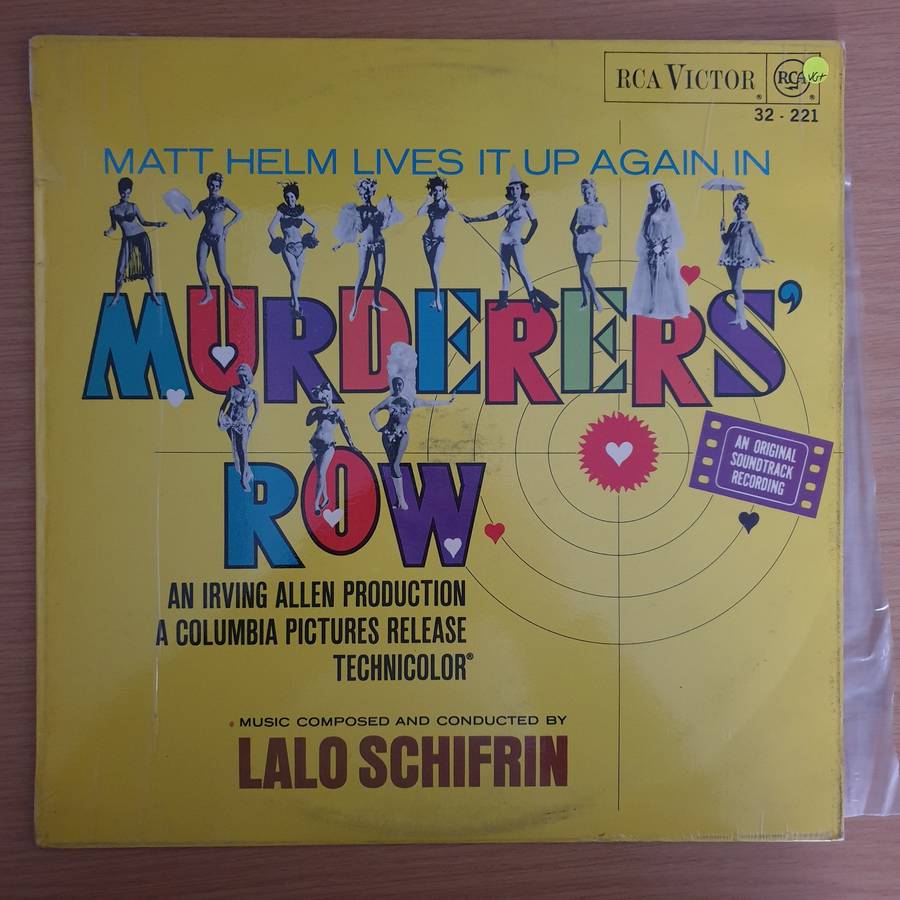 RCA VICTOR
RCA
VG+
32 - 221
MATT HELM LIVES IT UP AGAIN IN
MURDERERS'
ROW
AN ORIGINAL
SOUNDTRACK
RECORDING
AN IRVING ALLEN PRODUCTION
A COLUMBIA PICTURES RELEASE
TECHNICOLOR®
MUSIC COMPOSED AND CONDUCTED BY
LALO SCHIFRIN